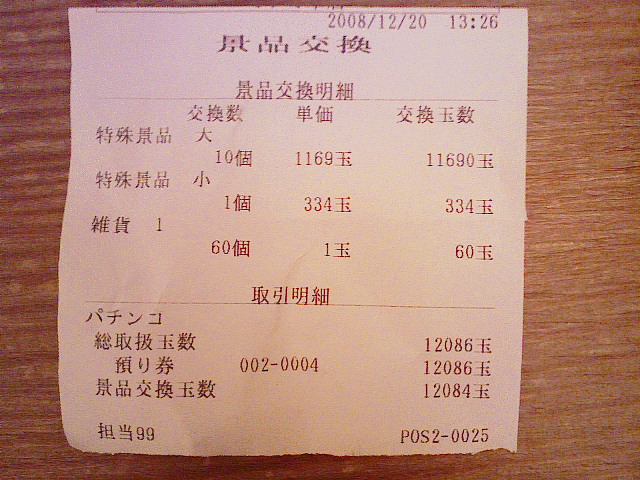 2008/12/20 13:26
景品交換
景品交換明細
交換数 単価 交換玉数
特殊景品 大
10個 1169玉 11690玉
特殊景品 小
1個 334玉 334玉
雑貨 1
60個 1玉 60玉
取引明細
パチンコ
総取扱玉数 12086玉
預り券 002-0004 12086玉
景品交換玉数 12084玉
担当99 POS2-0025